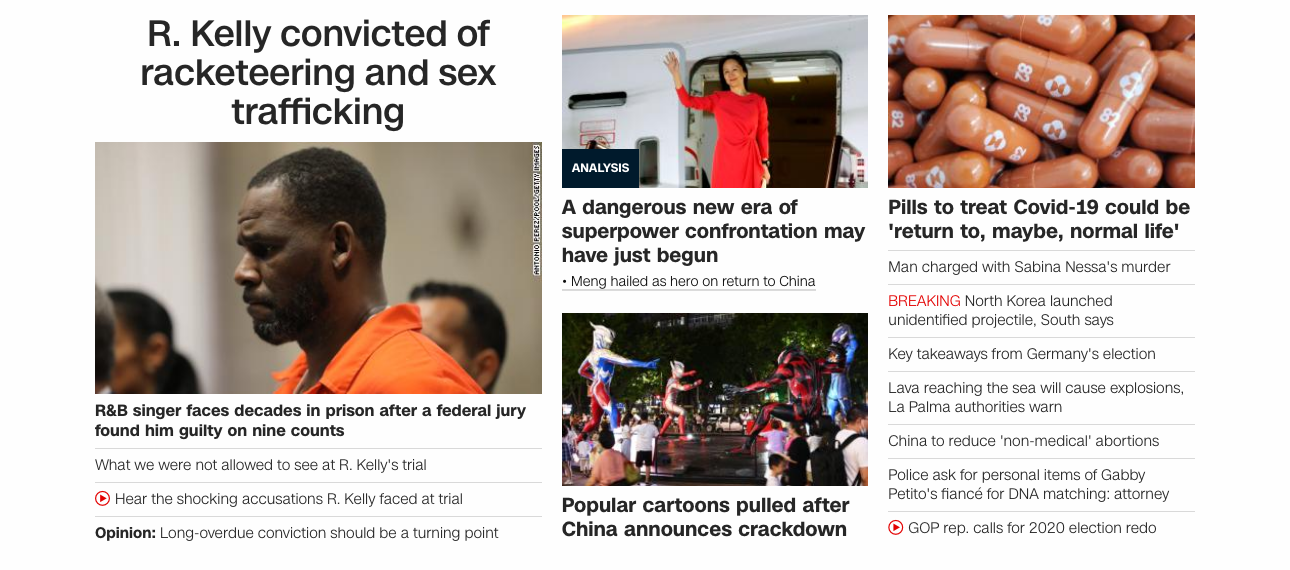 R. Kelly convicted of
racketeering and sex
trafficking
ANTONIO PEREZ/POOL/GETTY IMAGES
R&B singer faces decades in prison after a federal jury
found him guilty on nine counts
What we were not allowed to see at R. Kelly's trial
Hear the shocking accusations R. Kelly faced at trial
Opinion: Long-overdue conviction should be a turning point
ANALYSIS
A dangerous new era of
superpower confrontation may
have just begun
• Meng hailed as hero on return to China
Popular cartoons pulled after
China announces crackdown
82
82
82
82
Pills to treat Covid-19 could be
'return to, maybe, normal life'
Man charged with Sabina Nessa's murder
BREAKING North Korea launched
unidentified projectile, South says
Key takeaways from Germany's election
Lava reaching the sea will cause explosions,
La Palma authorities warn
China to reduce 'non-medical' abortions
Police ask for personal items of Gabby
Petito's fiancé for DNA matching: attorney
GOP rep. calls for 2020 election redo